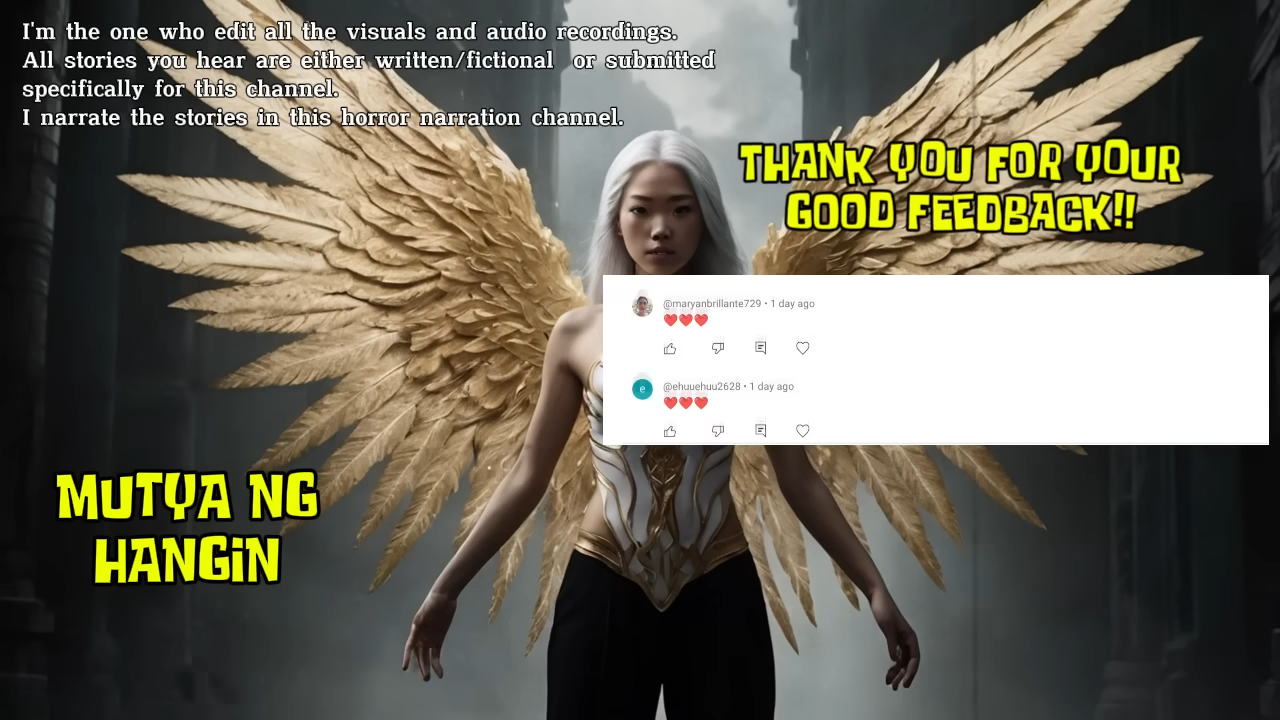 I'm the one who edit all the visuals and audio recordings.
All stories you hear are either written/fictional or submitted
specifically for this channel.
I narrate the stories in this horror narration channel.
THANK YOU FOR YOUR
GOOD FEEDBACK!!
@maryanbrillante729 • 1 day ago
❤️❤️❤️
e
@ehuuehuu2628 • 1 day ago
❤️❤️❤️
MUTYA NG
HANGiN